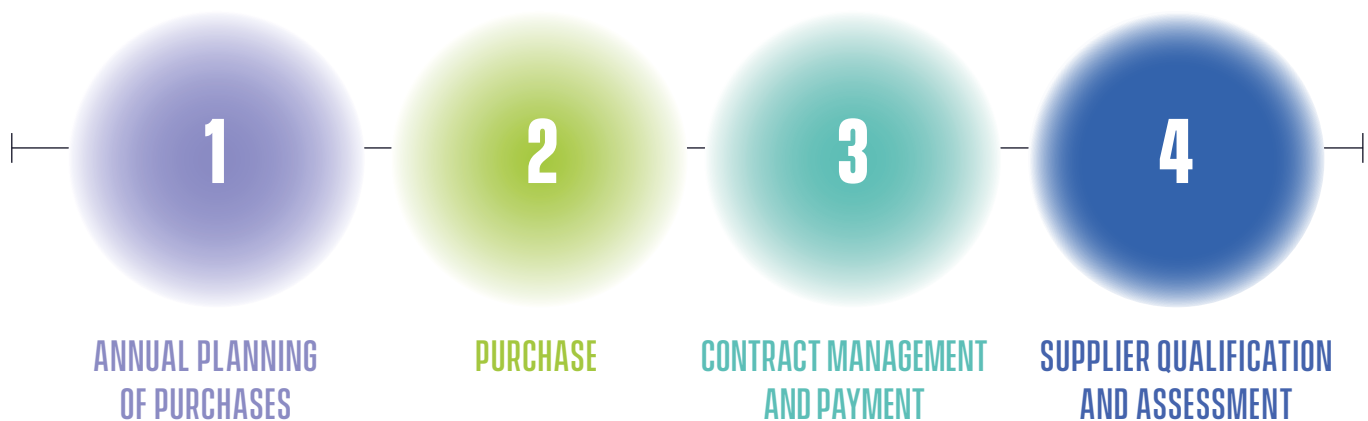 1
2
3
4
ANNUAL PLANNING
OF PURCHASES
PURCHASE
CONTRACT MANAGEMENT
AND PAYMENT
SUPPLIER QUALIFICATION
AND ASSESSMENT